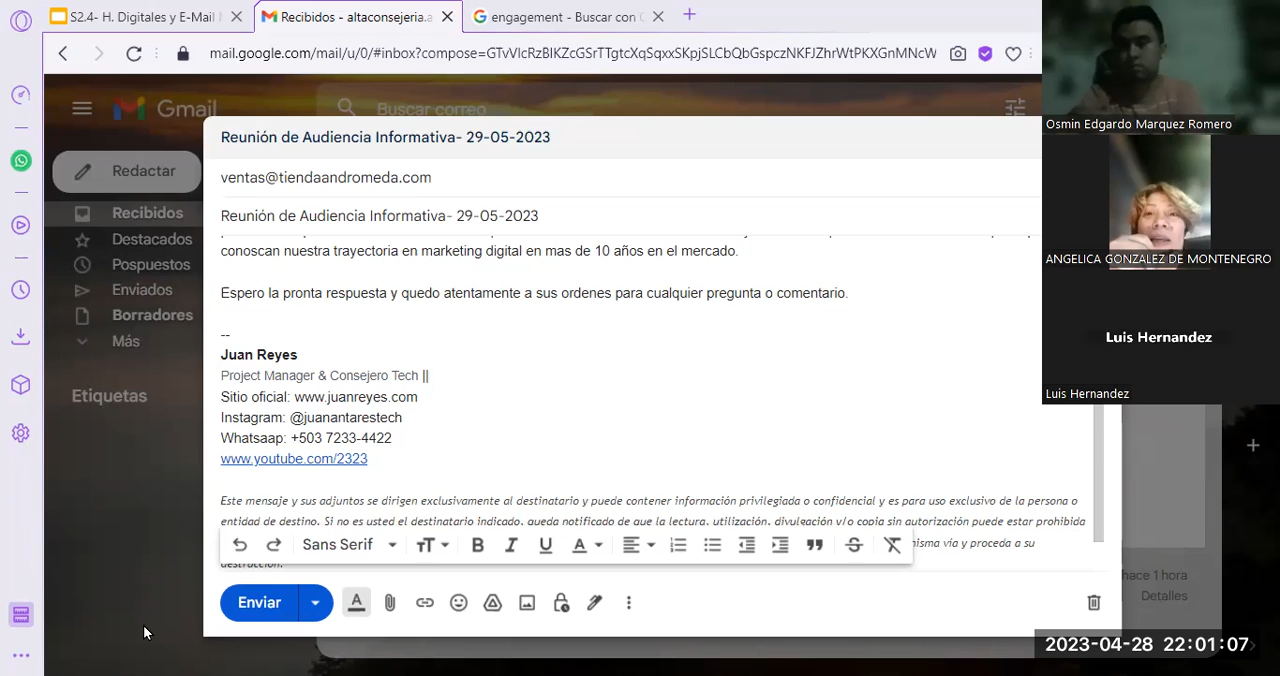 S2.4- H. Digitales y E-Mail
Recibidos - altaconsejeria.a
engagement - Buscar con
mail.google.com/mail/u/0/#inbox?compose=GTvVlcRzBlKZcGSrTTgtcXqSqxxSKpjSLCbQbGspczNKFJZhrWtPKXGnMNcW
Gmail
Buscar correo
Redactar
Recibidos
Destacados
Pospuestos
Enviados
Borradores
Más
Etiquetas
Reunión de Audiencia Informativa- 29-05-2023
ventas@tiendaandromeda.com
Reunión de Audiencia Informativa- 29-05-2023
conoscan nuestra trayectoria en marketing digital en mas de 10 años en el mercado.
Espero la pronta respuesta y quedo atentamente a sus ordenes para cualquier pregunta o comentario.
--
Juan Reyes
Project Manager & Consejero Tech ||
Sitio oficial: www.juanreyes.com
Instagram: @juanantarestech
Whatsaap: +503 7233-4422
www.youtube.com/2323
Este mensaje y sus adjuntos se dirigen exclusivamente al destinatario y puede contener información privilegiada o confidencial y es para uso exclusivo de la persona o
entidad de destino. Si no es usted el destinatario indicado, queda notificado de que la lectura, utilización, divulgación y/o copia sin autorización puede estar prohibida
misma vía y proceda a su
destrucción.
Sans Serif
Enviar
hace 1 hora
Detalles
Osmin Edgardo Marquez Romero
ANGELICA GONZALEZ DE MONTENEGRO
Luis Hernandez
Luis Hernandez
2023-04-28 22:01:07